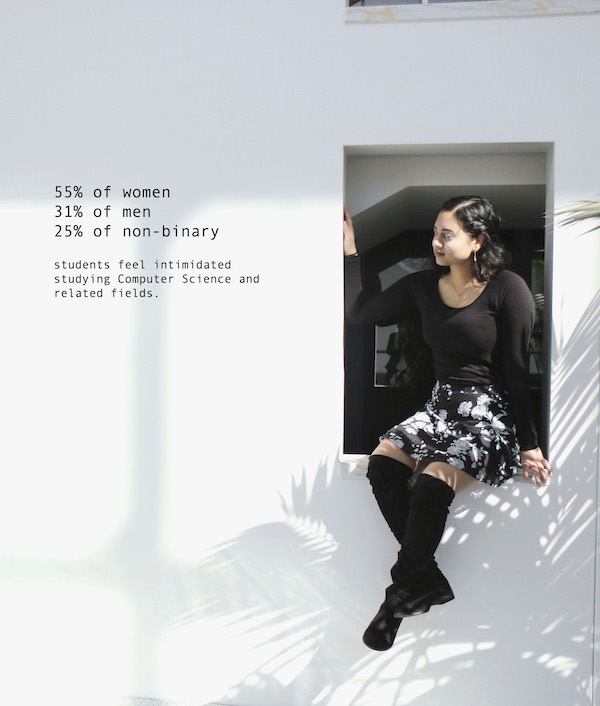 55% of women
31% of men
25% of non-binary
students feel intimidated
studying Computer Science and
related fields.